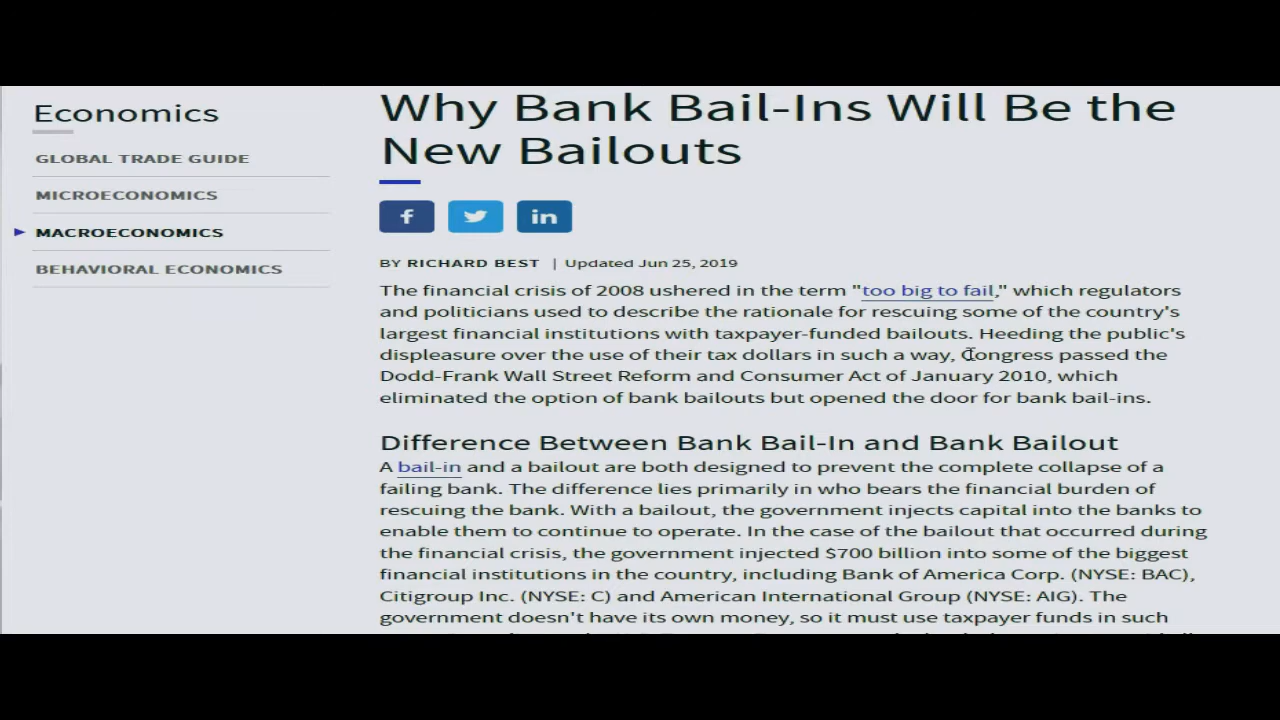 Economics
GLOBAL TRADE GUIDE
MICROECONOMICS
MACROECONOMICS
BEHAVIORAL ECONOMICS
Why Bank Bail-Ins Will Be the
New Bailouts
f
in
BY RICHARD BEST | Updated Jun 25, 2019
The financial crisis of 2008 ushered in the term "too big to fail," which regulators
and politicians used to describe the rationale for rescuing some of the country's
largest financial institutions with taxpayer-funded bailouts. Heeding the public's
displeasure over the use of their tax dollars in such a way, Congress passed the
Dodd-Frank Wall Street Reform and Consumer Act of January 2010, which
eliminated the option of bank bailouts but opened the door for bank bail-ins.
Difference Between Bank Bail-In and Bank Bailout
A bail-in and a bailout are both designed to prevent the complete collapse of a
failing bank. The difference lies primarily in who bears the financial burden of
rescuing the bank. With a bailout, the government injects capital into the banks to
enable them to continue to operate. In the case of the bailout that occurred during
the financial crisis, the government injected $700 billion into some of the biggest
financial institutions in the country, including Bank of America Corp. (NYSE: BAC),
Citigroup Inc. (NYSE: C) and American International Group (NYSE: AIG). The
government doesn't have its own money, so it must use taxpayer funds in such